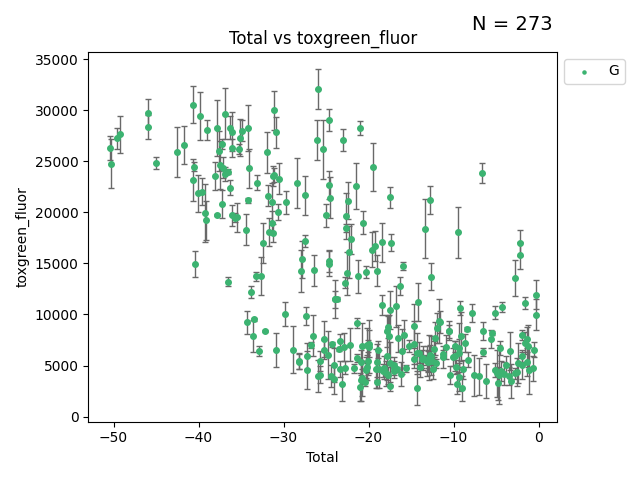 N = 273
Total vs toxgreen_fluor
G
toxgreen_fluor
35000
30000
25000
20000
15000
10000
5000
0
−50 −40 −30 −20 −10 0
Total